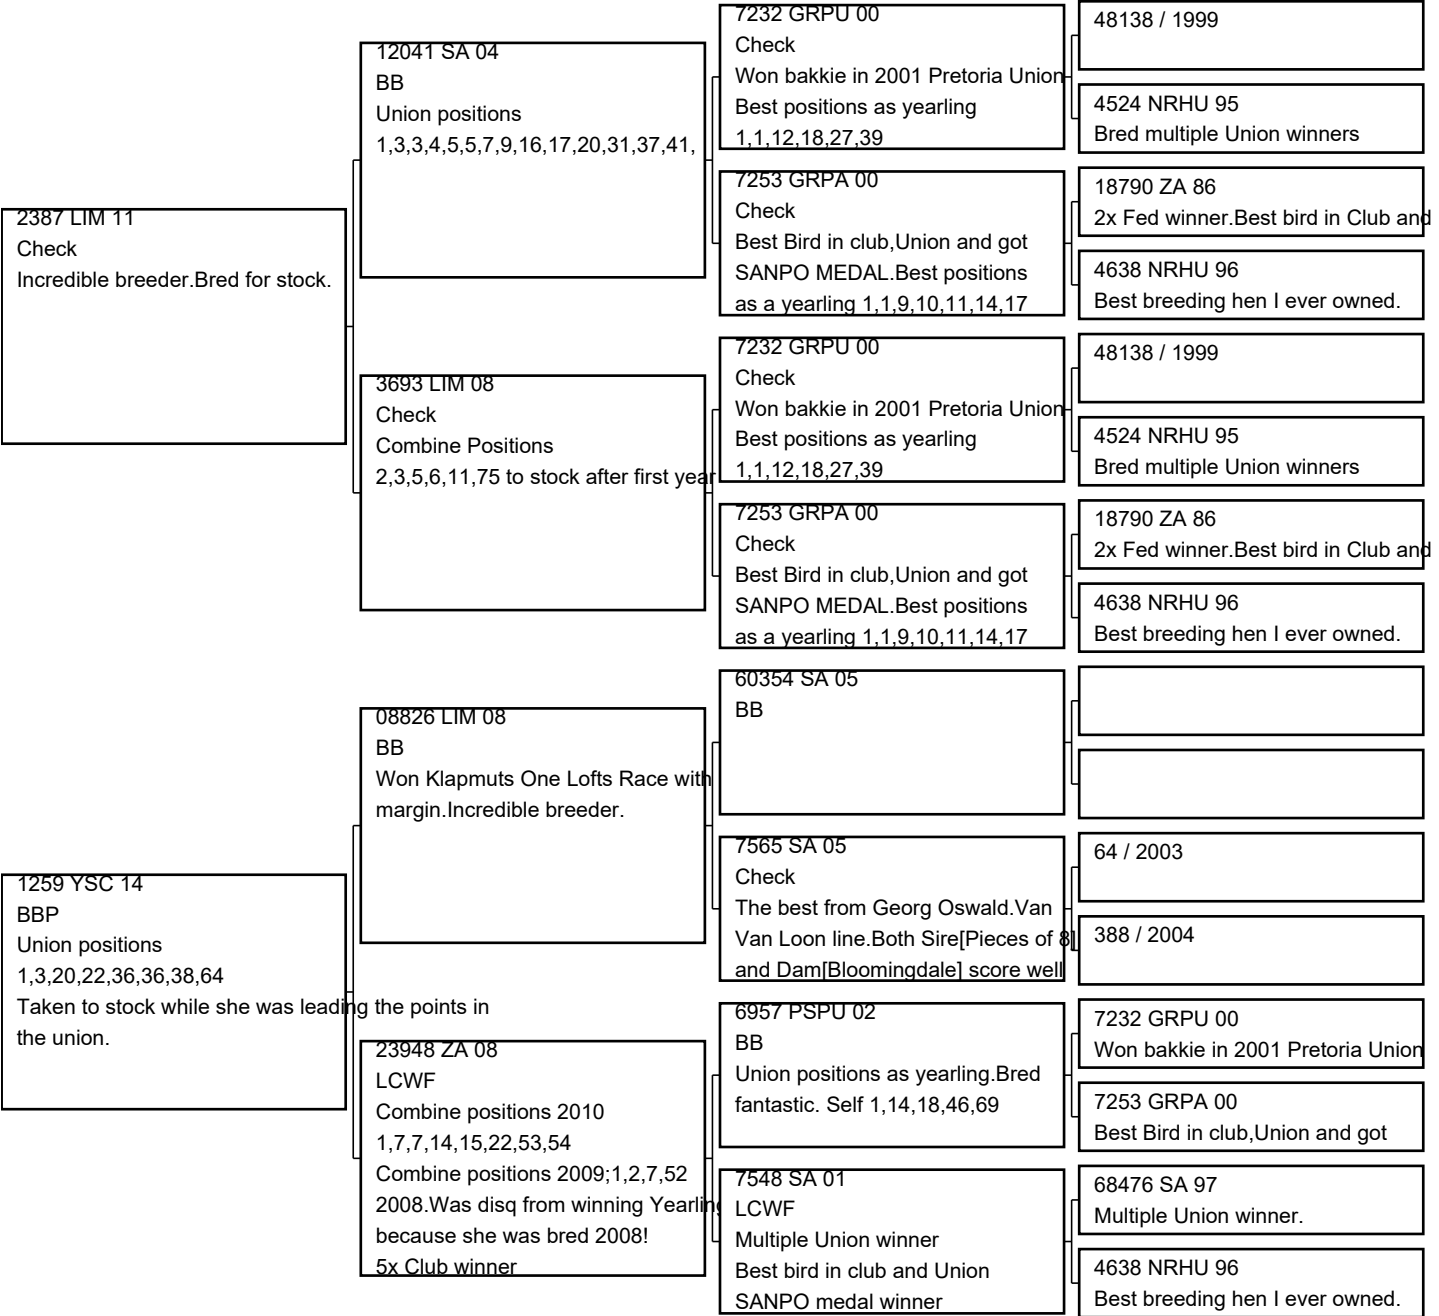 2387 LIM 11
Check
Incredible breeder.Bred for stock.
1259 YSC 14
BBP
Union positions
1,3,20,22,36,36,38,64
Taken to stock while she was leading the points in
the union.
12041 SA 04
BB
Union positions
1,3,3,4,5,5,7,9,16,17,20,31,37,41,
3693 LIM 08
Check
Combine Positions
2,3,5,6,11,75 to stock after first year
08826 LIM 08
BB
Won Klapmuts One Lofts Race with
margin.Incredible breeder.
23948 ZA 08
LCWF
Combine positions 2010
1,7,7,14,15,22,53,54
Combine positions 2009;1,2,7,52
2008.Was disq from winning Yearling
because she was bred 2008!
5x Club winner
7232 GRPU 00
Check
Won bakkie in 2001 Pretoria Union
Best positions as yearling
1,1,12,18,27,39
7253 GRPA 00
Check
Best Bird in club,Union and got
SANPO MEDAL.Best positions
as a yearling 1,1,9,10,11,14,17
7232 GRPU 00
Check
Won bakkie in 2001 Pretoria Union
Best positions as yearling
1,1,12,18,27,39
7253 GRPA 00
Check
Best Bird in club,Union and got
SANPO MEDAL.Best positions
as a yearling 1,1,9,10,11,14,17
60354 SA 05
BB
7565 SA 05
Check
The best from Georg Oswald.Van
Van Loon line.Both Sire[Pieces of 8]
and Dam[Bloomingdale] score well
6957 PSPU 02
BB
Union positions as yearling.Bred
fantastic. Self 1,14,18,46,69
7548 SA 01
LCWF
Multiple Union winner
Best bird in club and Union
SANPO medal winner
48138 / 1999
4524 NRHU 95
Bred multiple Union winners
18790 ZA 86
2x Fed winner.Best bird in Club and
4638 NRHU 96
Best breeding hen I ever owned.
48138 / 1999
4524 NRHU 95
Bred multiple Union winners
18790 ZA 86
2x Fed winner.Best bird in Club and
4638 NRHU 96
Best breeding hen I ever owned.
64 / 2003
388 / 2004
7232 GRPU 00
Won bakkie in 2001 Pretoria Union
7253 GRPA 00
Best Bird in club,Union and got
68476 SA 97
Multiple Union winner.
4638 NRHU 96
Best breeding hen I ever owned.